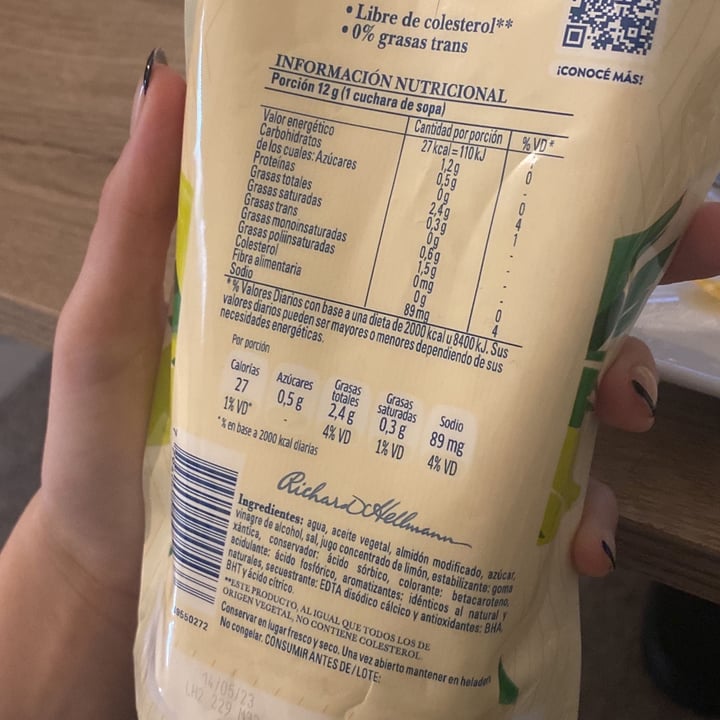 • Libre de colesterol**
• 0% grasas trans
¡CONOCÉ MÁS!
INFORMACIÓN NUTRICIONAL
Porción 12 g (1 cuchara de sopa)
Cantidad por porción % VD*
Valor energético 27 kcal = 110 kJ 1
Carbohidratos 1,2 g 0
de los cuales: Azúcares 0,5 g -
Proteínas 0 g 0
Grasas totales 2,4 g 4
Grasas saturadas 0,3 g 1
Grasas trans 0 g -
Grasas monoinsaturadas 0,6 g -
Grasas poliinsaturadas 1,5 g -
Colesterol 0 mg -
Fibra alimentaria 0 g 0
Sodio 89 mg 4
*% Valores Diarios con base a una dieta de 2000 kcal u 8400 kJ. Sus
valores diarios pueden ser mayores o menores dependiendo de sus
necesidades energéticas.
Por porción
Calorías Azúcares Grasas totales Grasas saturadas Sodio
27 0,5 g 2,4 g 0,3 g 89 mg
1% VD* - 4% VD 1% VD 4% VD
*% en base a 2000 kcal diarias
Richard Hellmann
Ingredientes: agua, aceite vegetal, almidón modificado, azúcar,
vinagre de alcohol, sal, jugo concentrado de limón, estabilizante: goma
xántica, conservador: ácido sórbico, colorante: betacaroteno,
acidulante: ácido fosfórico, aromatizantes: idénticos al natural y
naturales, secuestrante: EDTA disódico cálcico y antioxidantes: BHA,
BHT y ácido cítrico.
**ESTE PRODUCTO, AL IGUAL QUE TODOS LOS DE
ORIGEN VEGETAL, NO CONTIENE COLESTEROL.
Conservar en lugar fresco y seco. Una vez abierto mantener en heladera.
No congelar. CONSUMIR ANTES DE/LOTE:
9550272
14/05/23
LH2 229